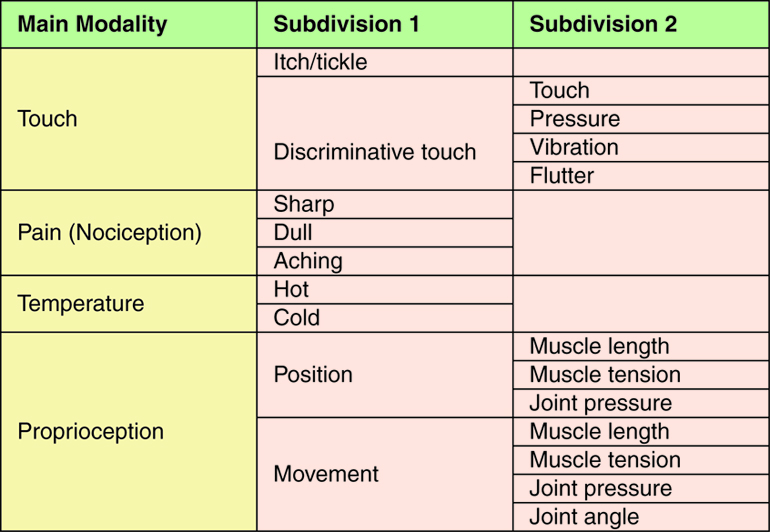 Main Modality Subdivision 1 Subdivision 2
Itch/tickle
Touch
Touch
Pressure
Discriminative touch
Vibration
Flutter
Pain (Nociception)
Sharp
Dull
Aching
Temperature
Hot
Cold
Proprioception
Position
Muscle length
Muscle tension
Joint pressure
Movement
Muscle length
Muscle tension
Joint pressure
Joint angle